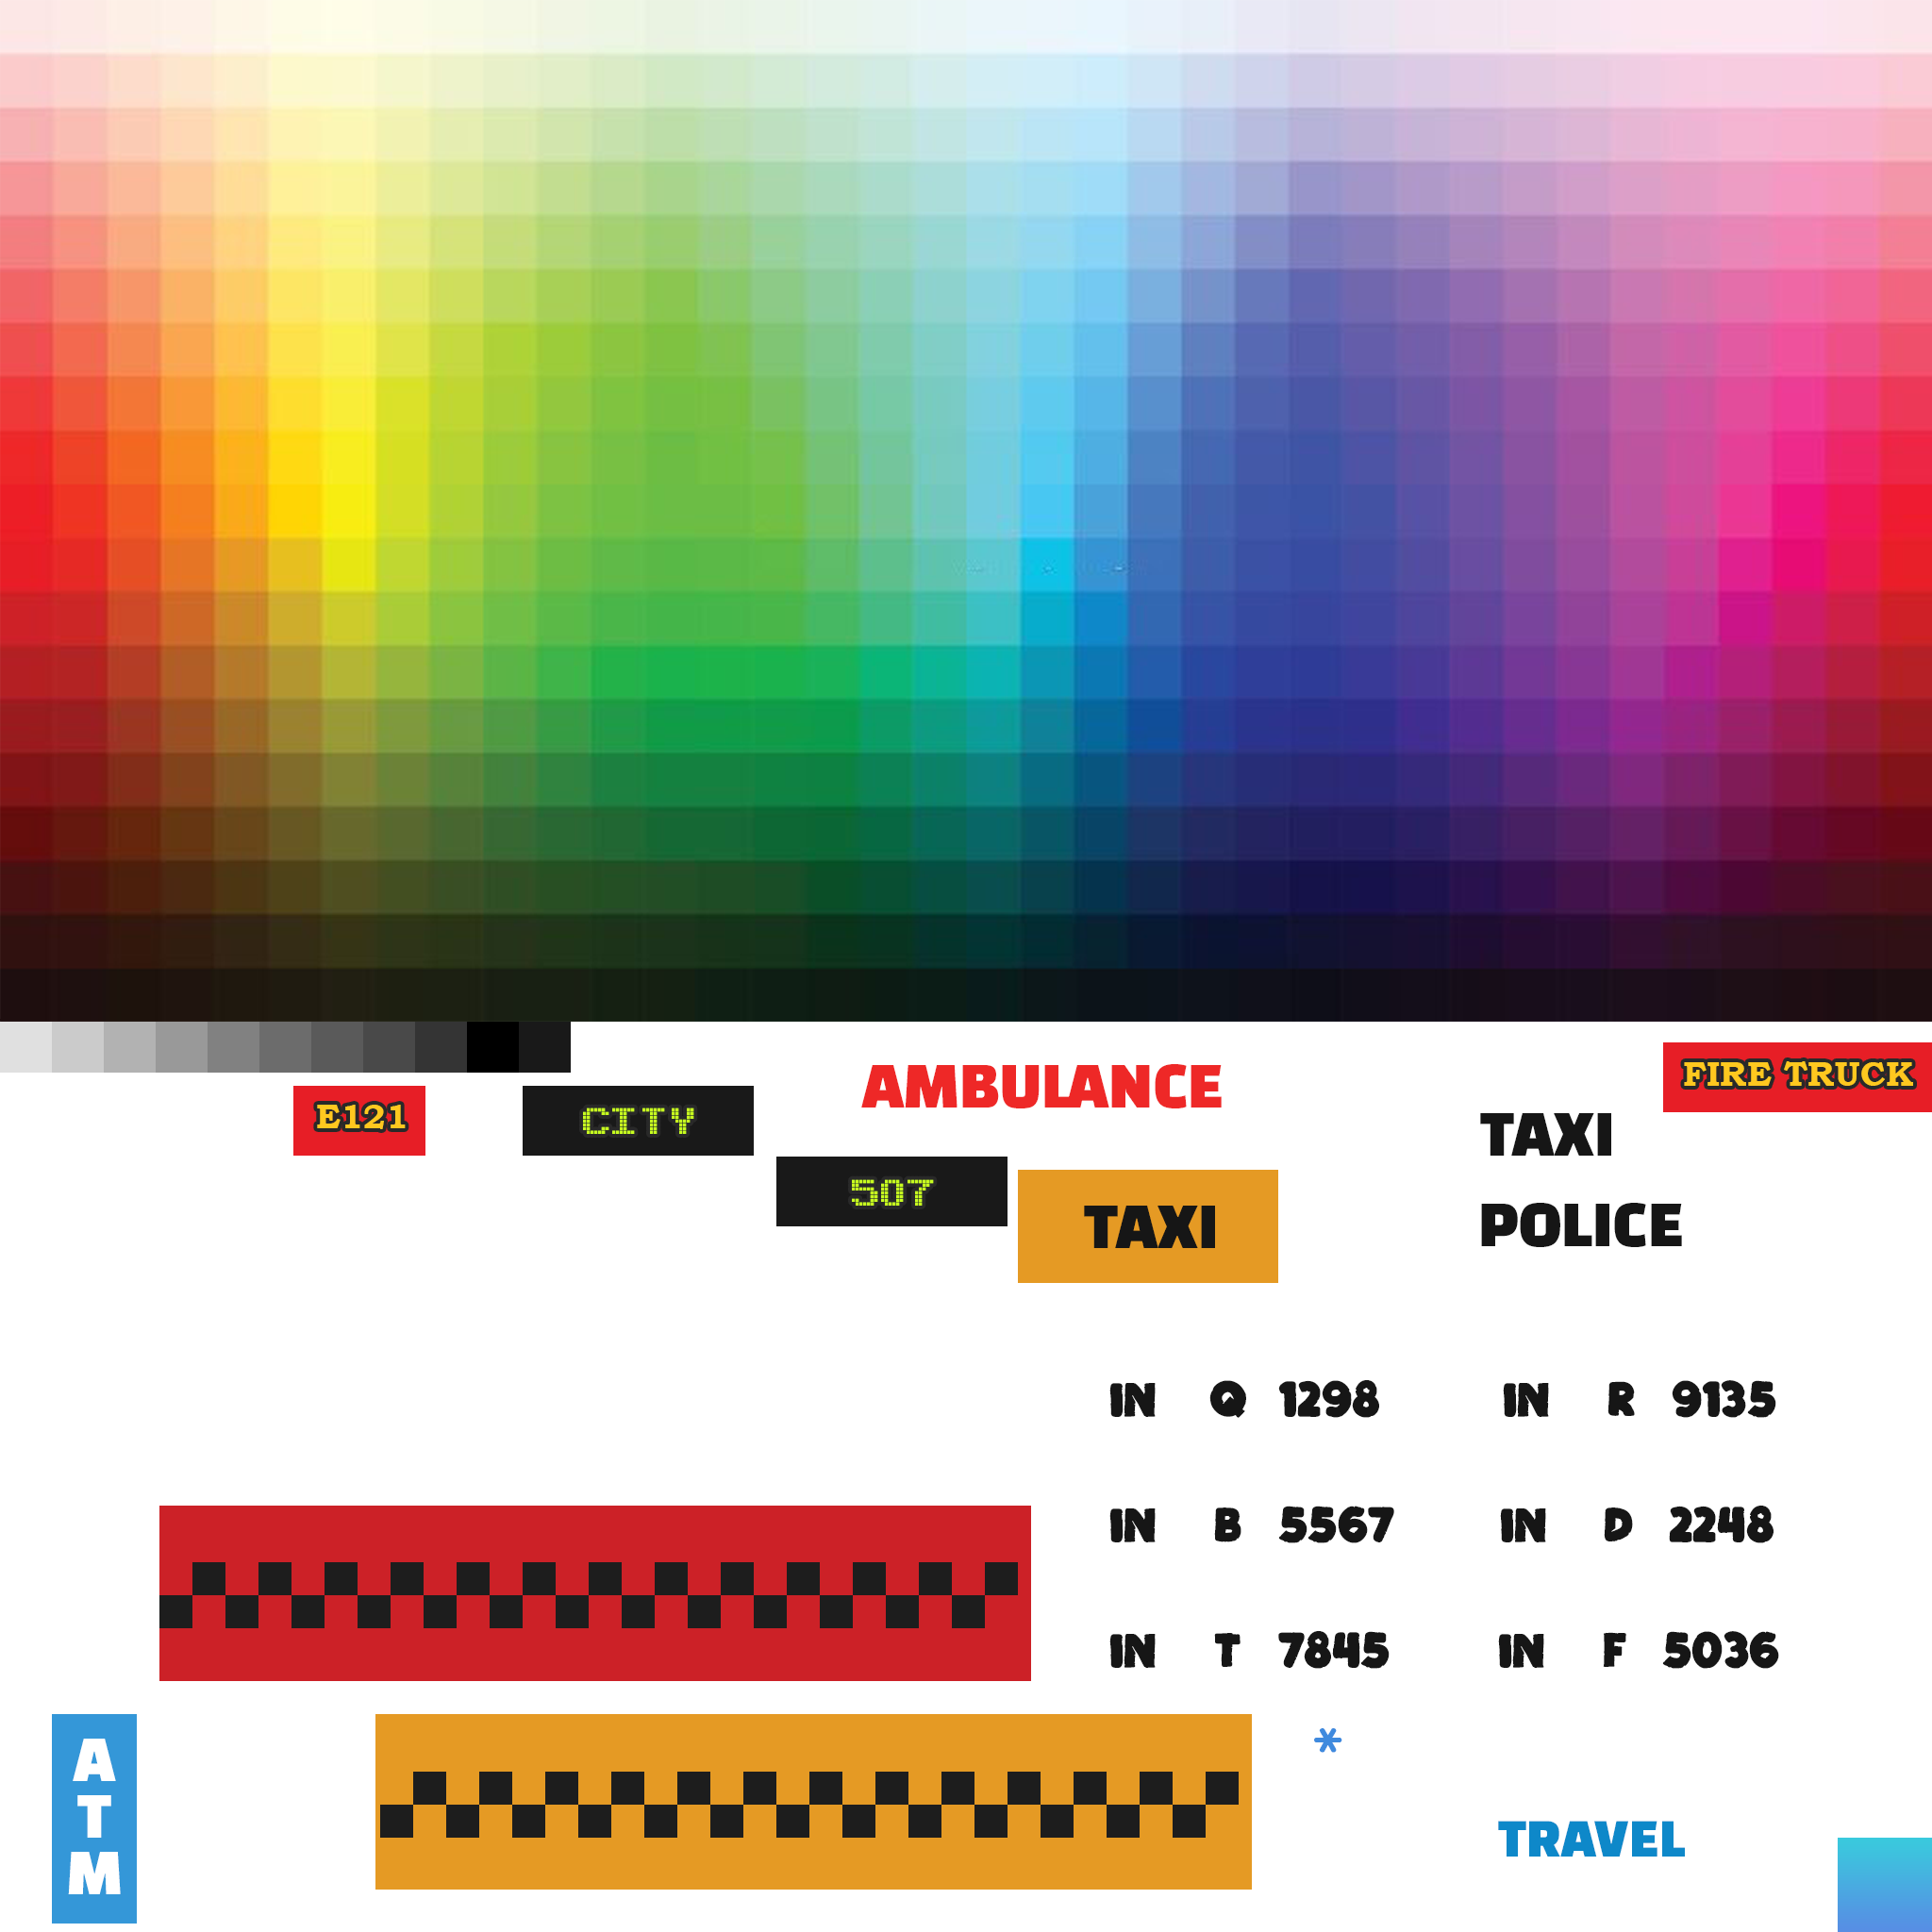 AMBULANCE
FIRE TRUCK
E121
CITY
TAXI
507
TAXI
POLICE
IN Q 1298
IN R 9135
IN B 5567
IN D 2248
IN T 7845
IN F 5036
A
T
M
*
TRAVEL